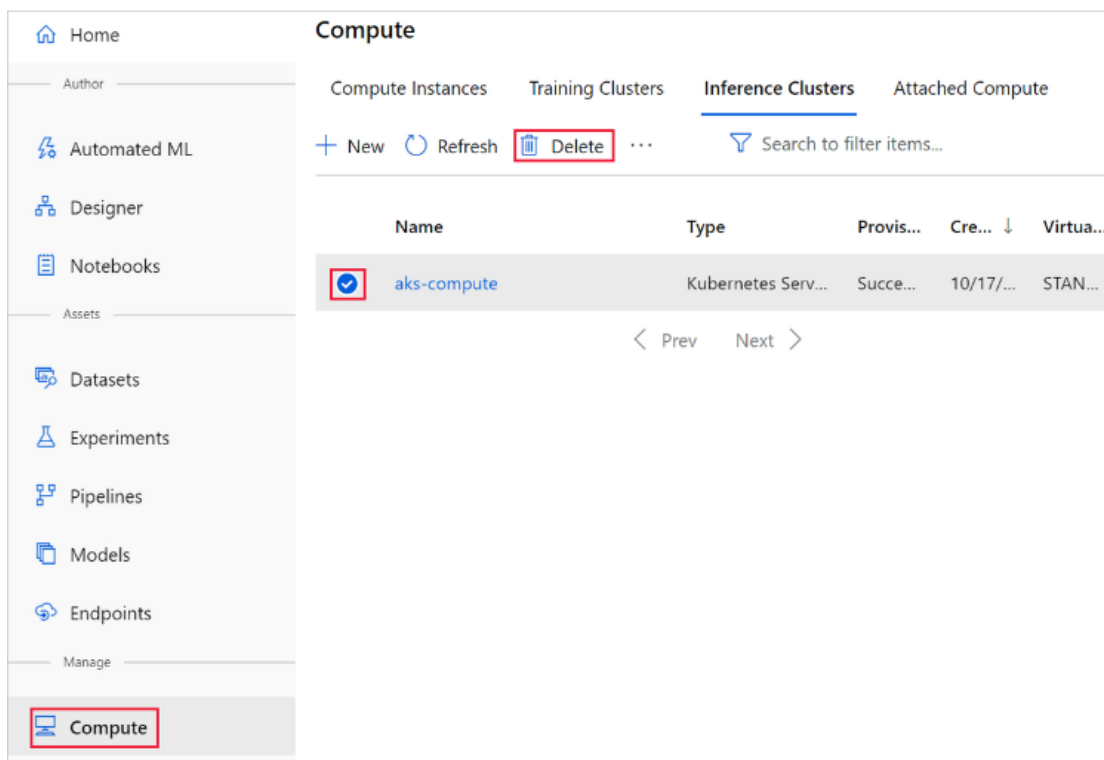 Home
Author
Automated ML
Designer
Notebooks
Assets
Datasets
Experiments
Pipelines
Models
Endpoints
Manage
Compute
Compute
Compute Instances Training Clusters Inference Clusters Attached Compute
New Refresh Delete ··· Search to filter items...
Name Type Provis... Cre... ↓ Virtua...
aks-compute Kubernetes Serv... Succe... 10/17/... STAN...
< Prev Next >